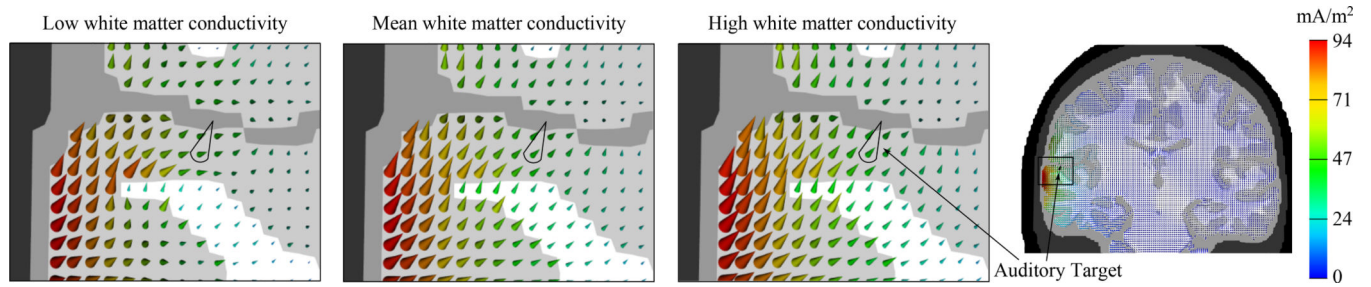 Low white matter conductivity
Mean white matter conductivity
High white matter conductivity
mA/m²
94
71
47
24
0
Auditory Target